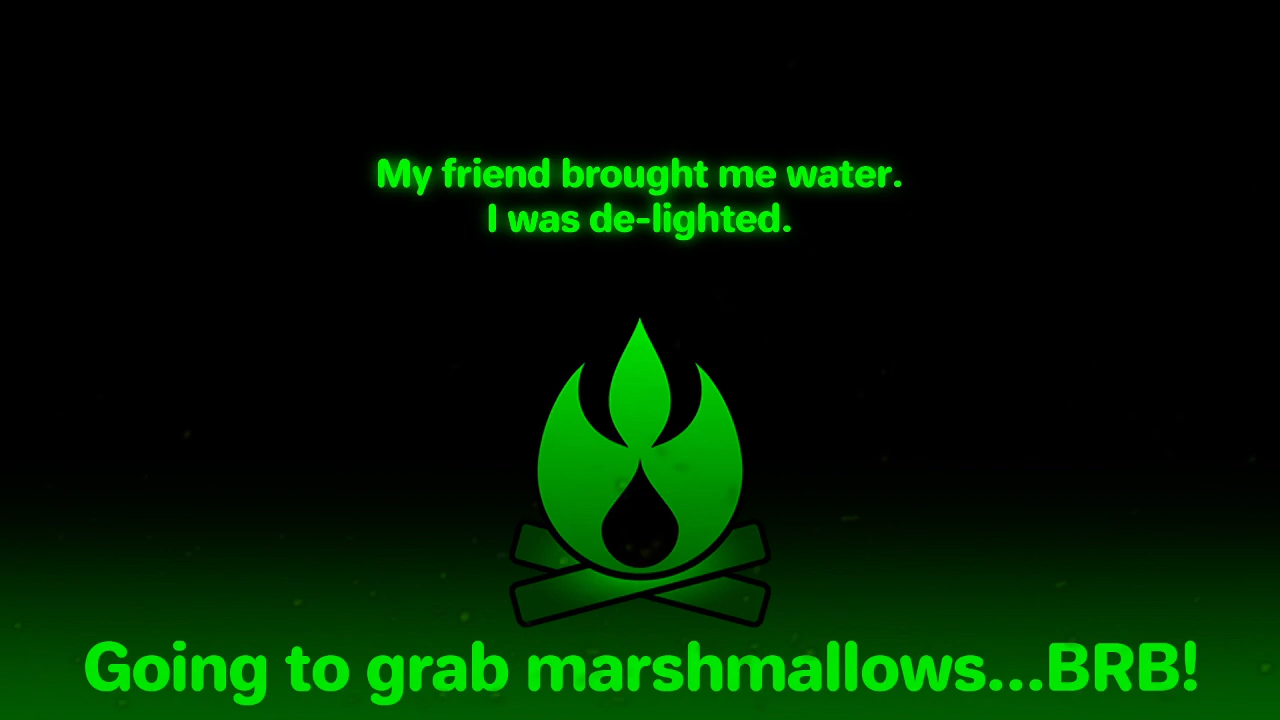 My friend brought me water.
I was de-lighted.
Going to grab marshmallows...BRB!